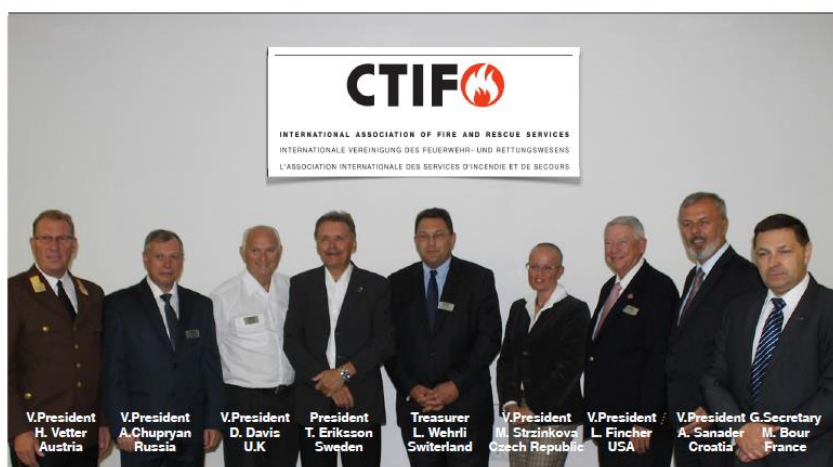 CTIF
INTERNATIONAL ASSOCIATION OF FIRE AND RESCUE SERVICES
INTERNATIONALE VEREINIGUNG DES FEUERWEHR- UND RETTUNGSWESENS
L'ASSOCIATION INTERNATIONALE DES SERVICES D'INCENDIE ET DE SECOURS
V.President
H. Vetter
Austria
V.President
A.Chupryan
Russia
V.President
D. Davis
U.K
President
T. Eriksson
Sweden
Treasurer
L. Wehrli
Switerland
V.President
M. Strzinkova
Czech Republic
V.President
L. Fincher
USA
V.President
A. Sanader
Croatia
G.Secretary
M. Bour
France